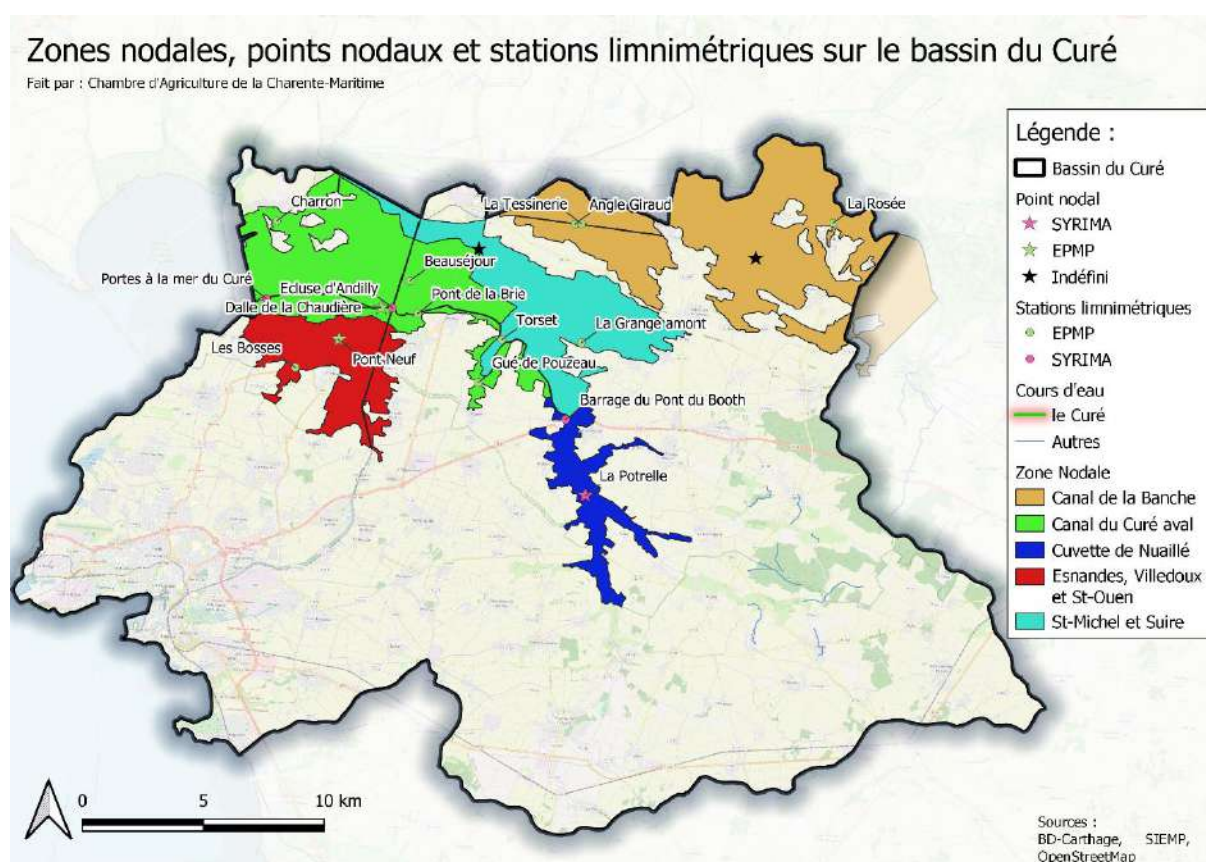 Zones nodales, points nodaux et stations limnimétriques sur le bassin du Curé
Fait par : Chambre d'Agriculture de la Charente-Maritime
Légende :
Bassin du Curé
Point nodal
SYRIMA
EPMP
Indéfini
Stations limnimétriques
EPMP
SYRIMA
Cours d'eau
le Curé
Autres
Zone Nodale
Canal de la Banche
Canal du Curé aval
Cuvette de Nuaillé
Esnandes, Villedoux
et St-Ouen
St-Michel et Suire
Charron
La Tessinerie
Angle Giraud
La Rosée
Portes à la mer du Curé
Beauséjour
Ecluse d'Andilly
Dalle de la Chaudière
Pont de la Brie
Torset
La Grange amont
Les Bosses
Pont Neuf
Gué de Pouzeau
Barrage du Pont du Booth
La Potrelle
0 5 10 km
Sources :
BD-Carthage, SIEMP,
OpenStreetMap